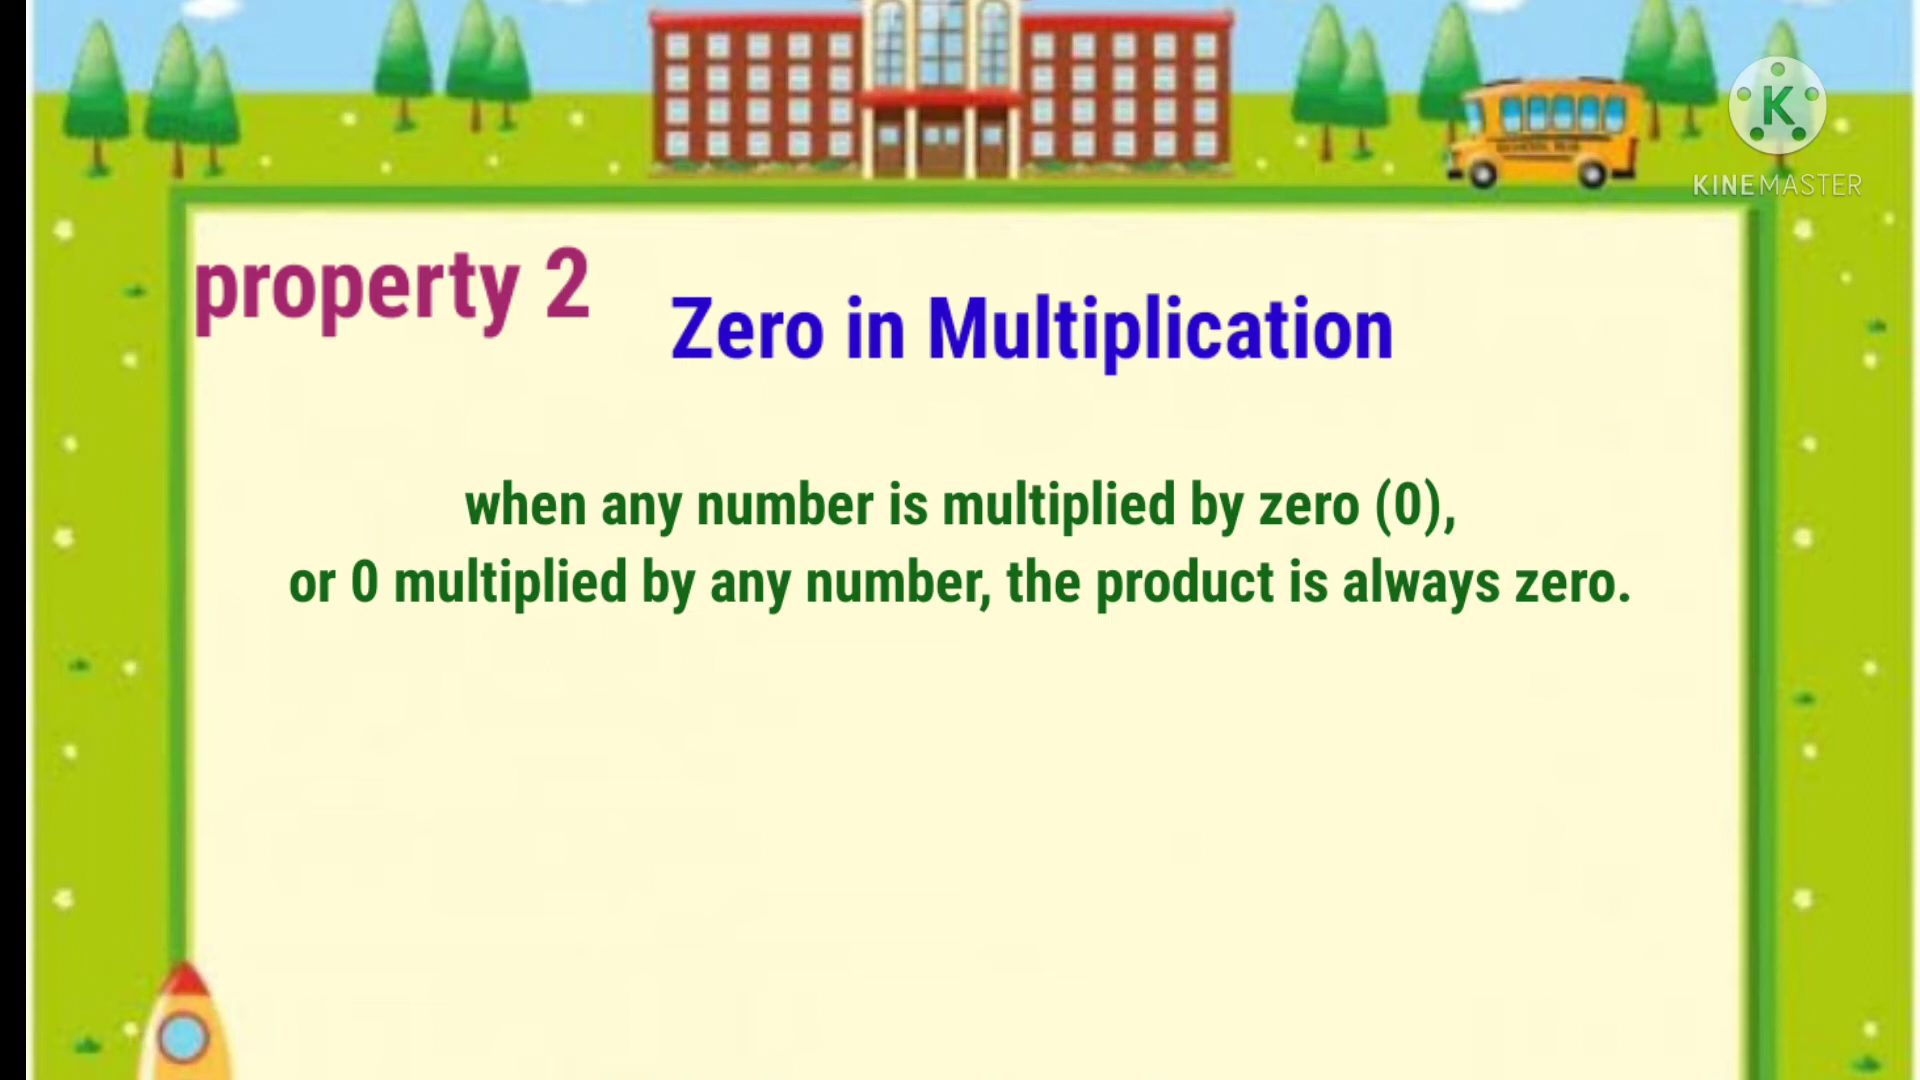 KINEMASTER
property 2
Zero in Multiplication
when any number is multiplied by zero (0),
or 0 multiplied by any number, the product is always zero.